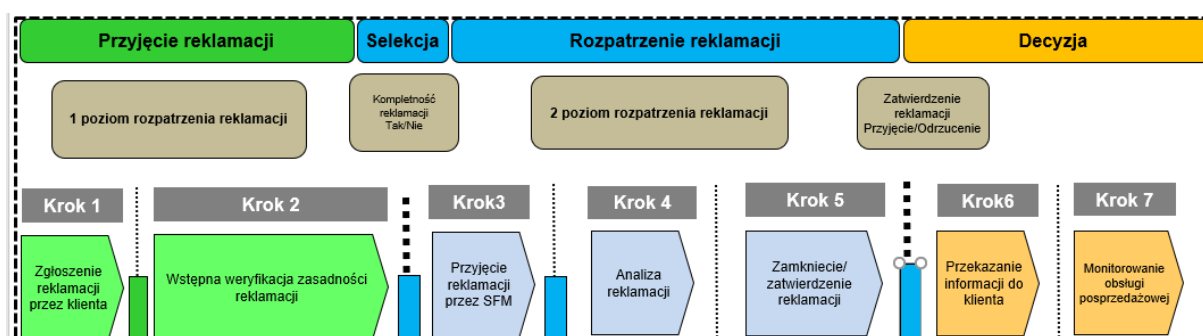 Przyjęcie reklamacji
Selekcja
Rozpatrzenie reklamacji
Decyzja
1 poziom rozpatrzenia reklamacji
Kompletność
reklamacji
Tak/Nie
2 poziom rozpatrzenia reklamacji
Zatwierdzenie
reklamacji
Przyjęcie/Odrzucenie
Krok 1
Krok 2
Krok3
Krok 4
Krok 5
Krok6
Krok 7
Zgłoszenie
reklamacji
przez klienta
Wstępna weryfikacja zasadności
reklamacji
Przyjęcie
reklamacji
przez SFM
Analiza
reklamacji
Zamkniecie/
zatwierdzenie
reklamacji
Przekazanie
informacji do
klienta
Monitorowanie
obsługi
posprzedażowej